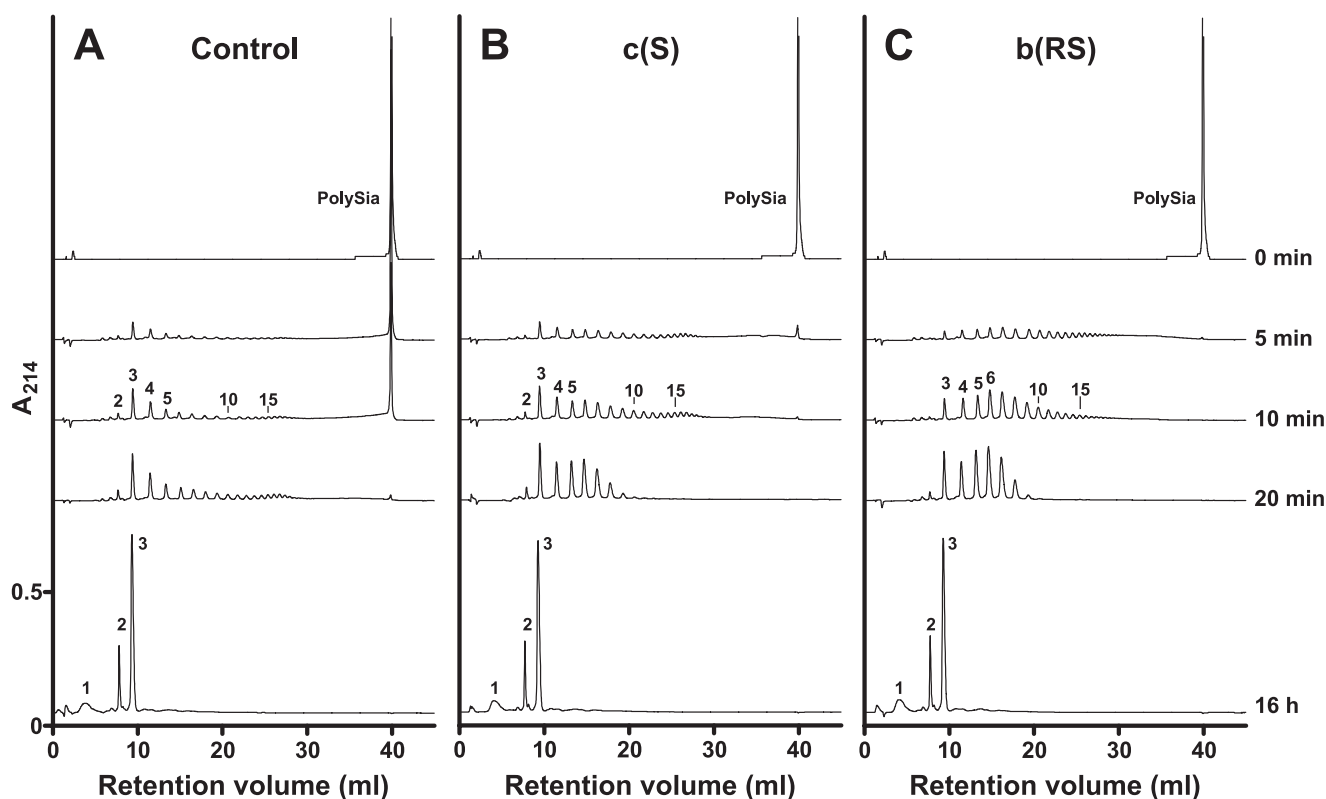 A Control
B c(S)
C b(RS)
PolySia
PolySia
PolySia
0 min
5 min
2 3 4 5 10 15
2 3 4 5 10 15
3 4 5 6 10 15
10 min
20 min
1 2 3
1 2 3
1 2 3
16 h
A214
0.5
0
0 10 20 30 40
0 10 20 30 40
0 10 20 30 40
Retention volume (ml)
Retention volume (ml)
Retention volume (ml)